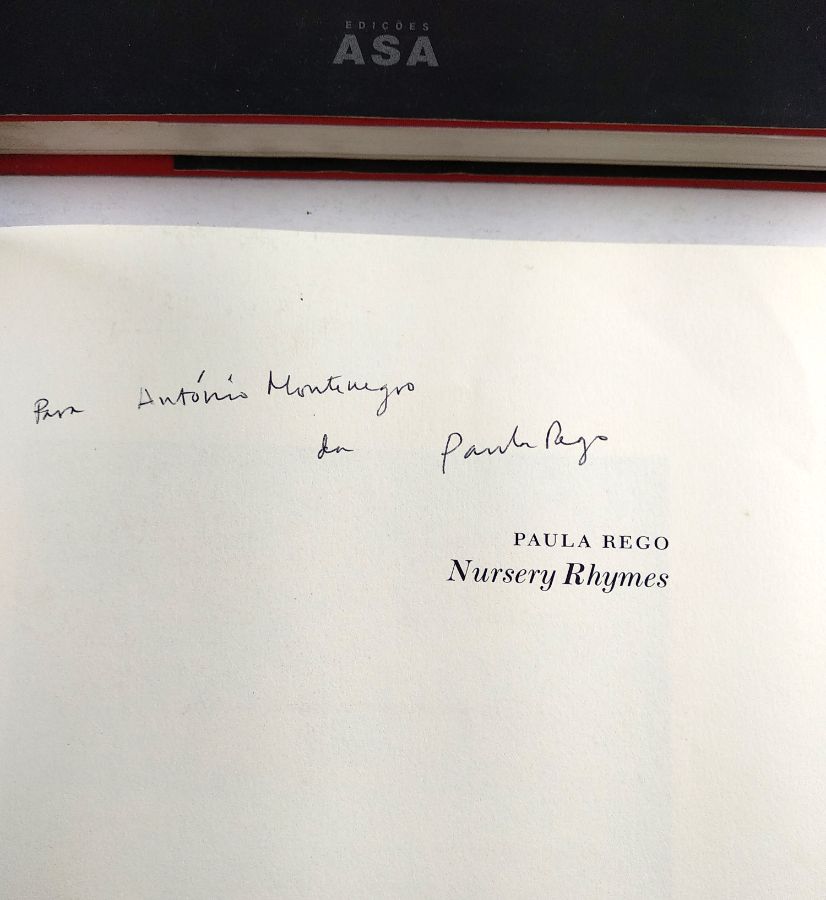 EDIÇÕES
ASA
Para António Montenegro
da Paula Rego
PAULA REGO
Nursery Rhymes